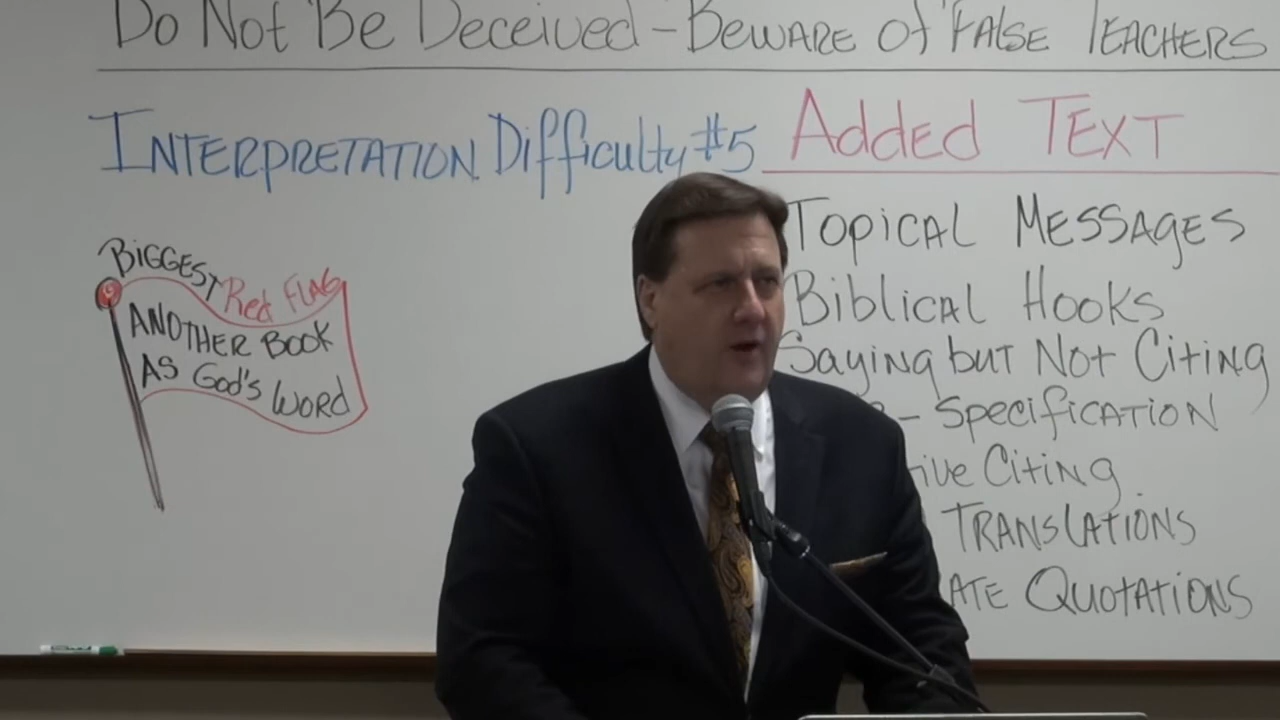 Do Not Be Deceived - Beware of False Teachers
Interpretation Difficulty #5 Added Text
Topical Messages
Biblical Hooks
Saying but Not Citing
- Specification
Citing
Translations
Quotations
Biggest Red Flag
Another Book
As God's Word